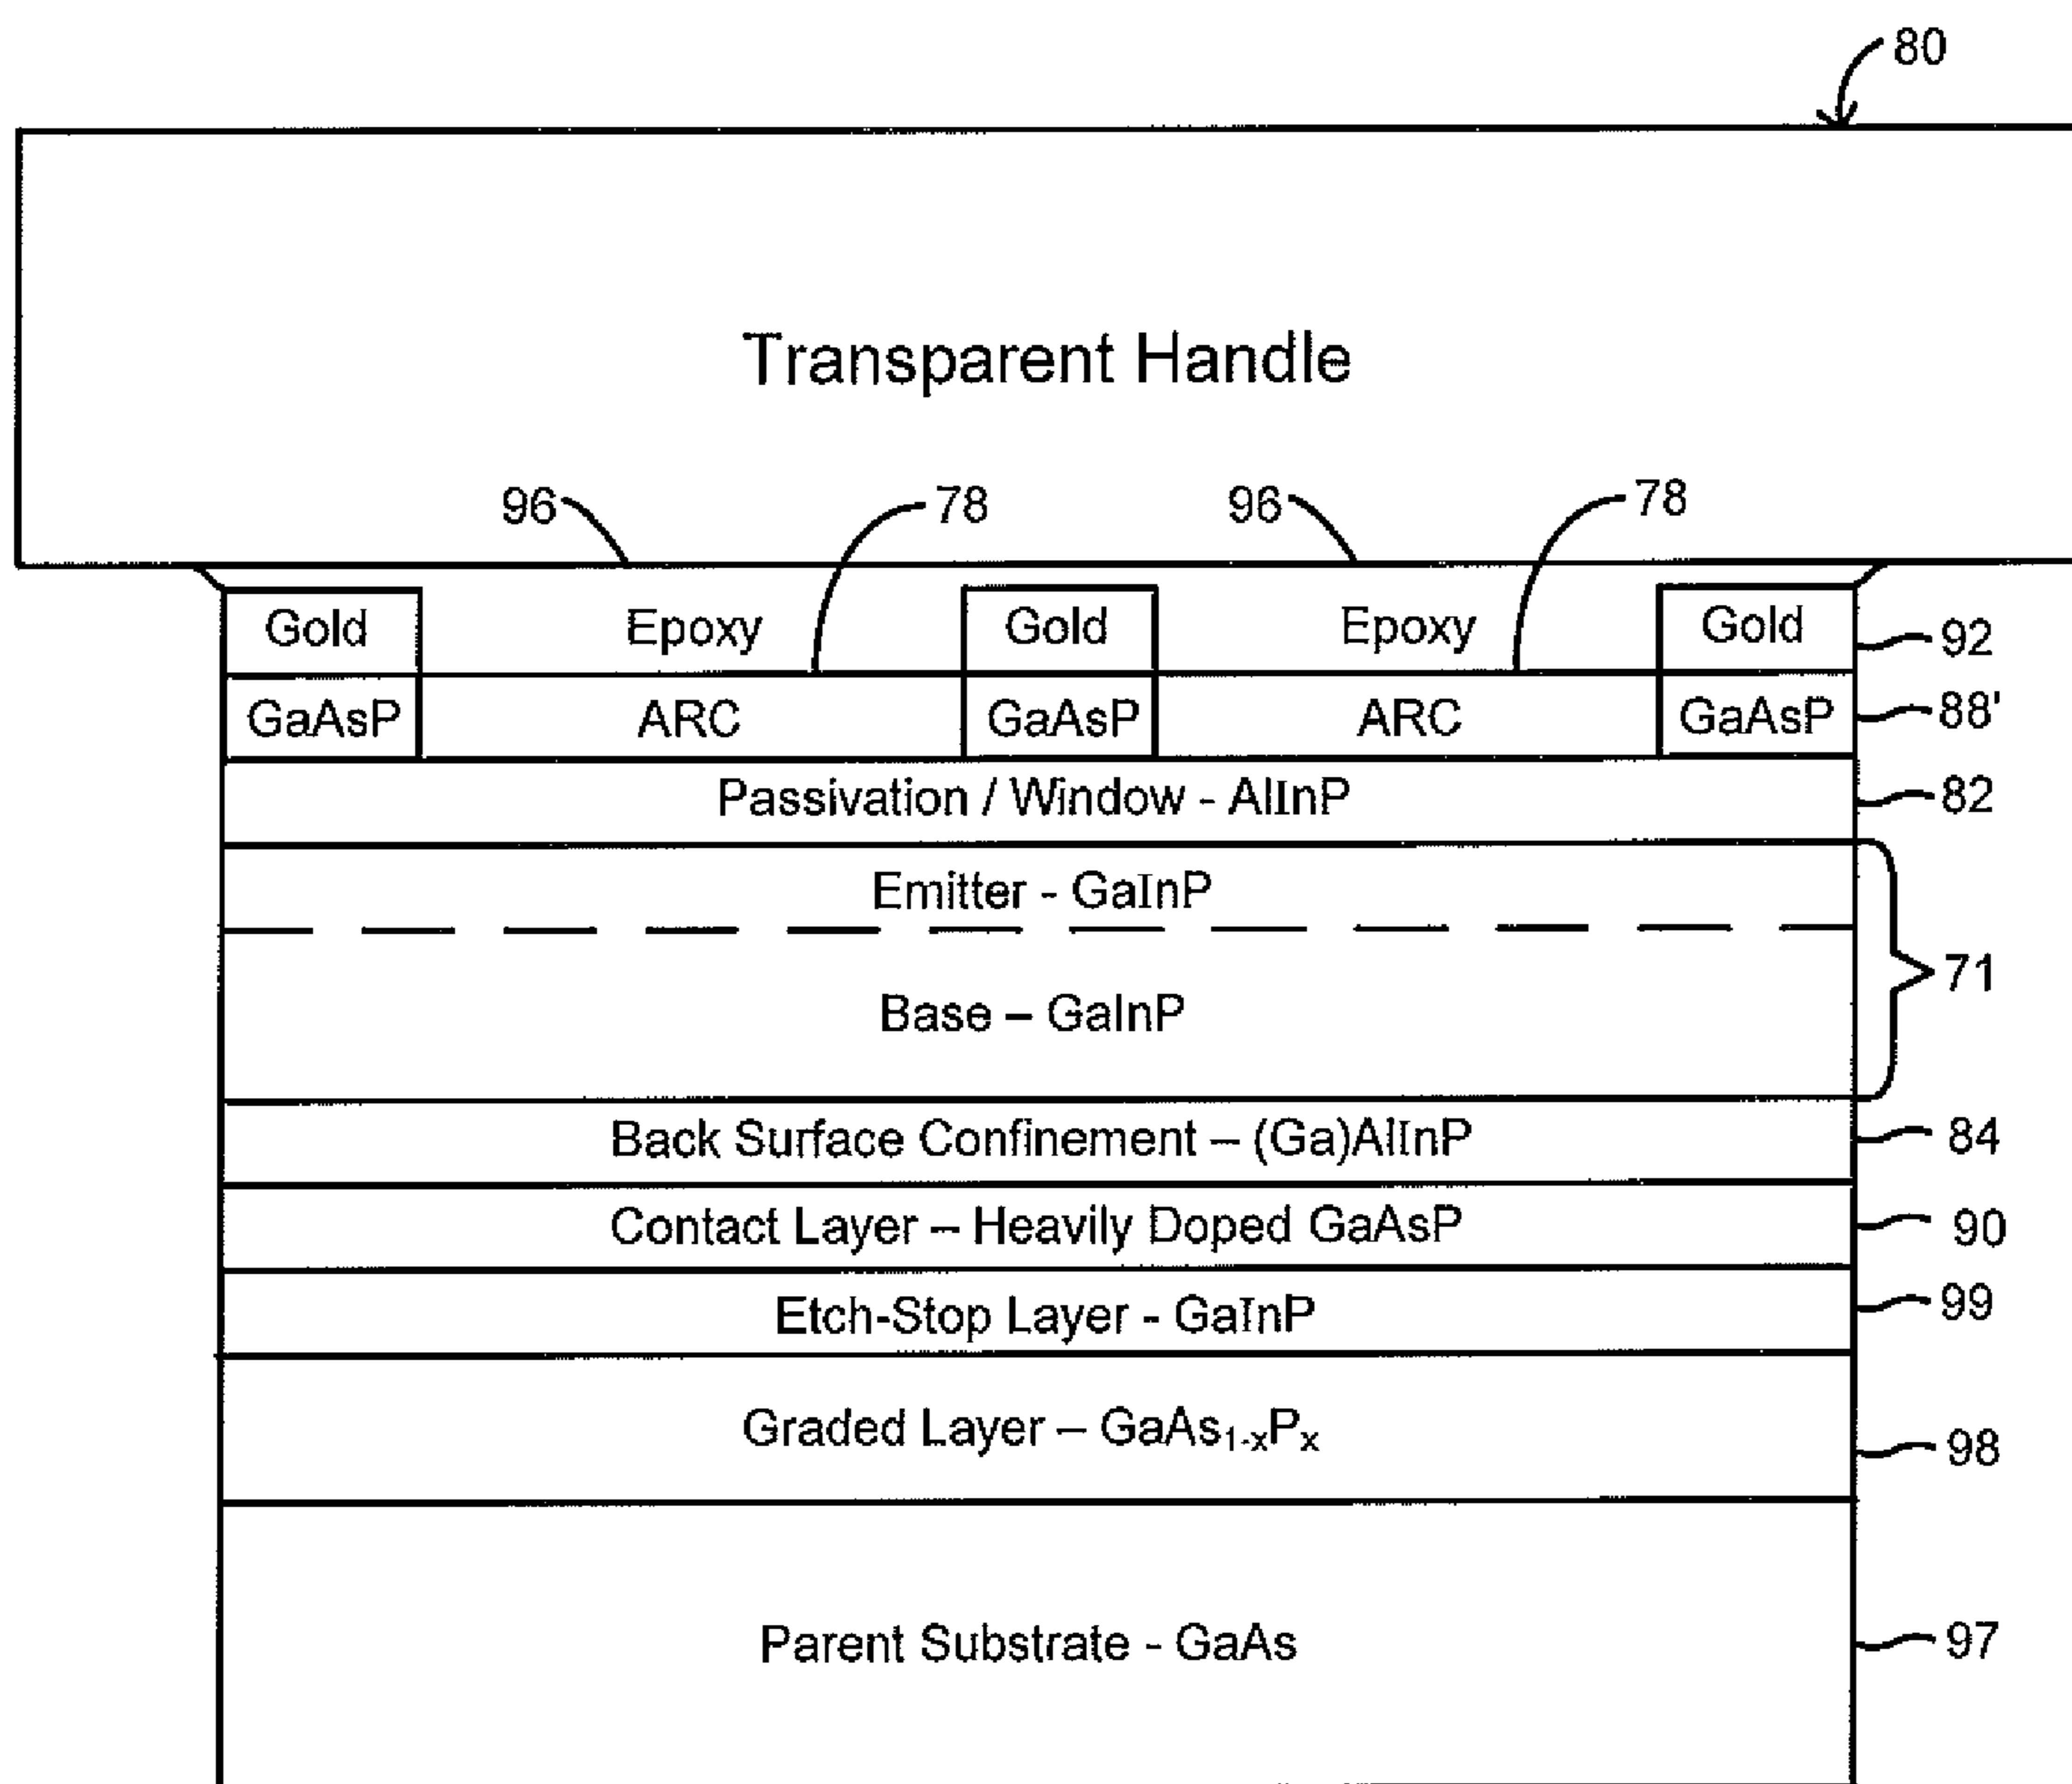 80
Transparent Handle
96 78 96 78
Gold Epoxy Gold Epoxy Gold 92
GaAsP ARC GaAsP ARC GaAsP 88'
Passivation / Window - AlInP 82
Emitter - GaInP
71
Base – GaInP
Back Surface Confinement – (Ga)AlInP 84
Contact Layer – Heavily Doped GaAsP 90
Etch-Stop Layer - GaInP 99
Graded Layer – GaAs₁₋ₓPₓ 98
Parent Substrate - GaAs 97